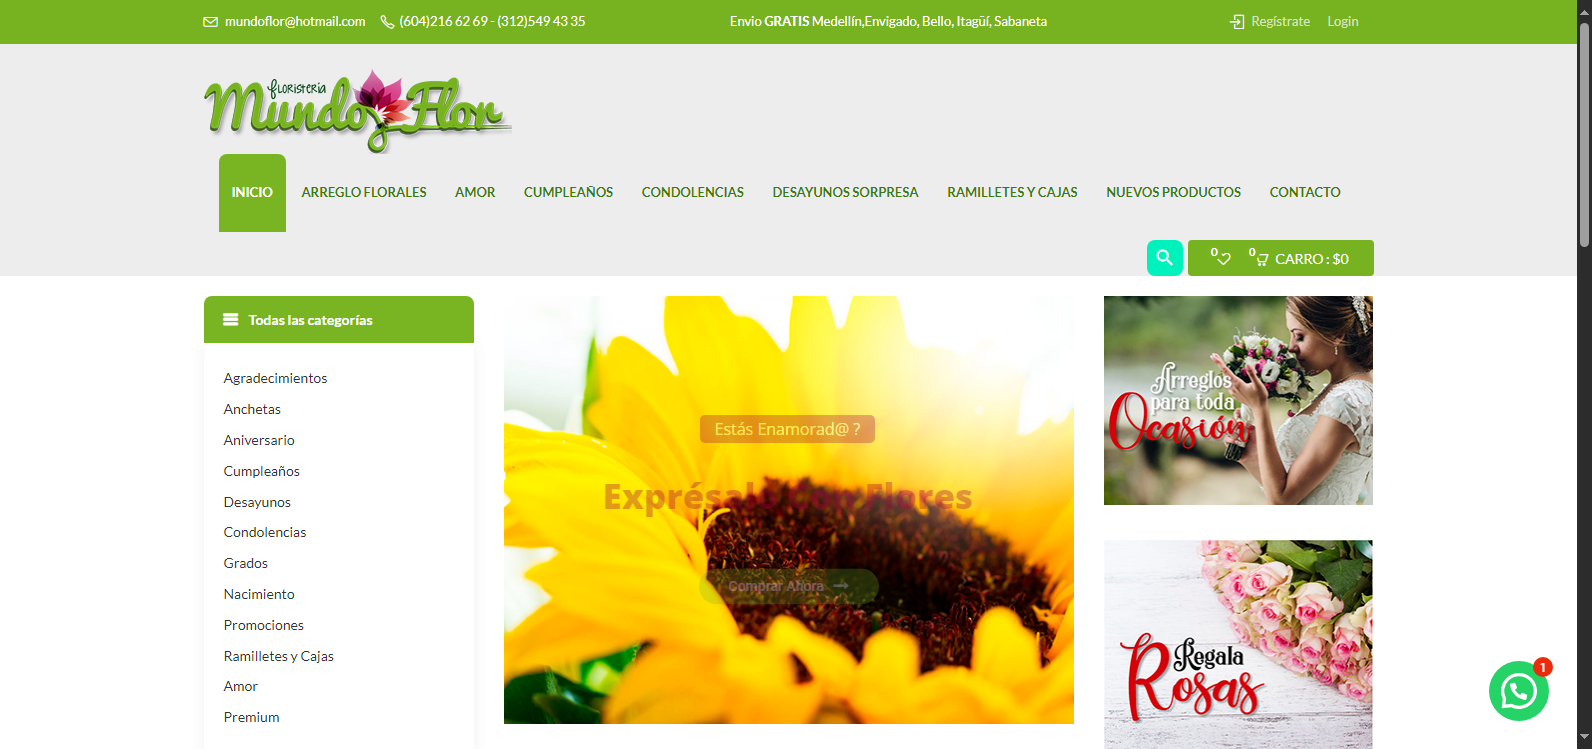 mundoflor@hotmail.com (604)216 62 69 - (312)549 43 35 Envio GRATIS Medellín,Envigado, Bello, Itagüí, Sabaneta Regístrate Login
floristería
Mundo Flor
INICIO ARREGLO FLORALES AMOR CUMPLEAÑOS CONDOLENCIAS DESAYUNOS SORPRESA RAMILLETES Y CAJAS NUEVOS PRODUCTOS CONTACTO
0 0 CARRO : $0
Todas las categorías
Agradecimientos
Anchetas
Aniversario
Cumpleaños
Desayunos
Condolencias
Grados
Nacimiento
Promociones
Ramilletes y Cajas
Amor
Premium
Estás Enamorad@ ?
Exprésalo Con Flores
Comprar Ahora
Arreglos
para toda
Ocasión
Regala
Rosas
1